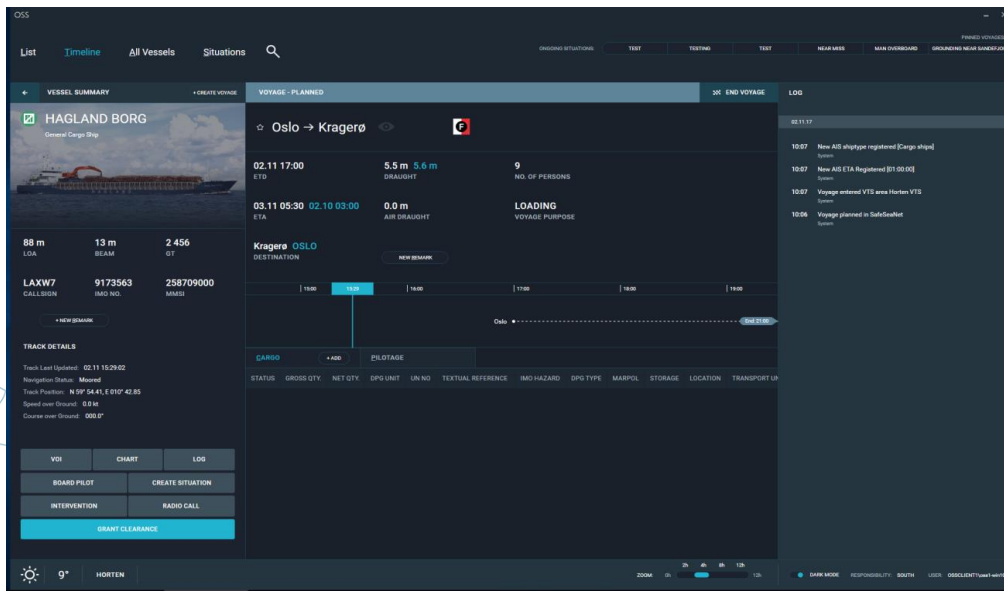 OSS
List Timeline All Vessels Situations
ONGOING SITUATIONS: TEST TESTING TEST NEAR MISS MAN OVERBOARD
PINNED VOYAGES
VESSEL SUMMARY + CREATE VOYAGE
HAGLAND BORG
General Cargo Ship
88 m 13 m 2 456
LOA BEAM GT
LAXW7 9173563 258709000
CALLSIGN IMO NO. MMSI
+ NEW REMARK
TRACK DETAILS
Track Last Updated: 02.11 15:29:02
Navigation Status: Moored
Track Position: N 59° 54.41, E 010° 42.85
Speed over Ground: 0.0 kt
Course over Ground: 000.0°
VOI CHART LOG
BOARD PILOT CREATE SITUATION
INTERVENTION RADIO CALL
GRANT CLEARANCE
VOYAGE - PLANNED END VOYAGE
Oslo → Kragerø F
02.11 17:00 5.5 m 5.6 m 9
ETD DRAUGHT NO. OF PERSONS
03.11 05:30 02.10 03:00 0.0 m LOADING
ETA AIR DRAUGHT VOYAGE PURPOSE
Kragerø OSLO
DESTINATION NEW REMARK
15:00 15:29 16:00 17:00 18:00 19:00
Oslo End: 21:00
CARGO + ADD PILOTAGE
STATUS GROSS QTY. NET QTY. DPG UNIT UN NO TEXTUAL REFERENCE IMO HAZARD DPG TYPE MARPOL STORAGE LOCATION TRANSPORT UN
LOG
02.11.17
10:07 New AIS shiptype registered [Cargo ships]
System
10:07 New AIS ETA Registered [01:00:00]
System
10:07 Voyage entered VTS area Horten VTS
System
10:06 Voyage planned in SafeSeaNet
System
9° HORTEN
2h 4h 8h 12h
ZOOM 0h 12h
DARK MODE RESPONSIBILITY: SOUTH USER: